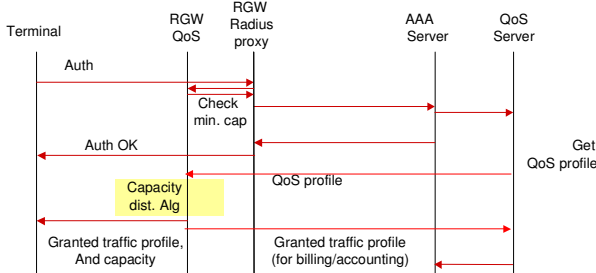 Terminal
RGW
QoS
RGW
Radius
proxy
AAA
Server
QoS
Server
Auth
Check
min. cap
Auth OK
Get
QoS profile
QoS profile
Capacity
dist. Alg
Granted traffic profile,
And capacity
Granted traffic profile
(for billing/accounting)